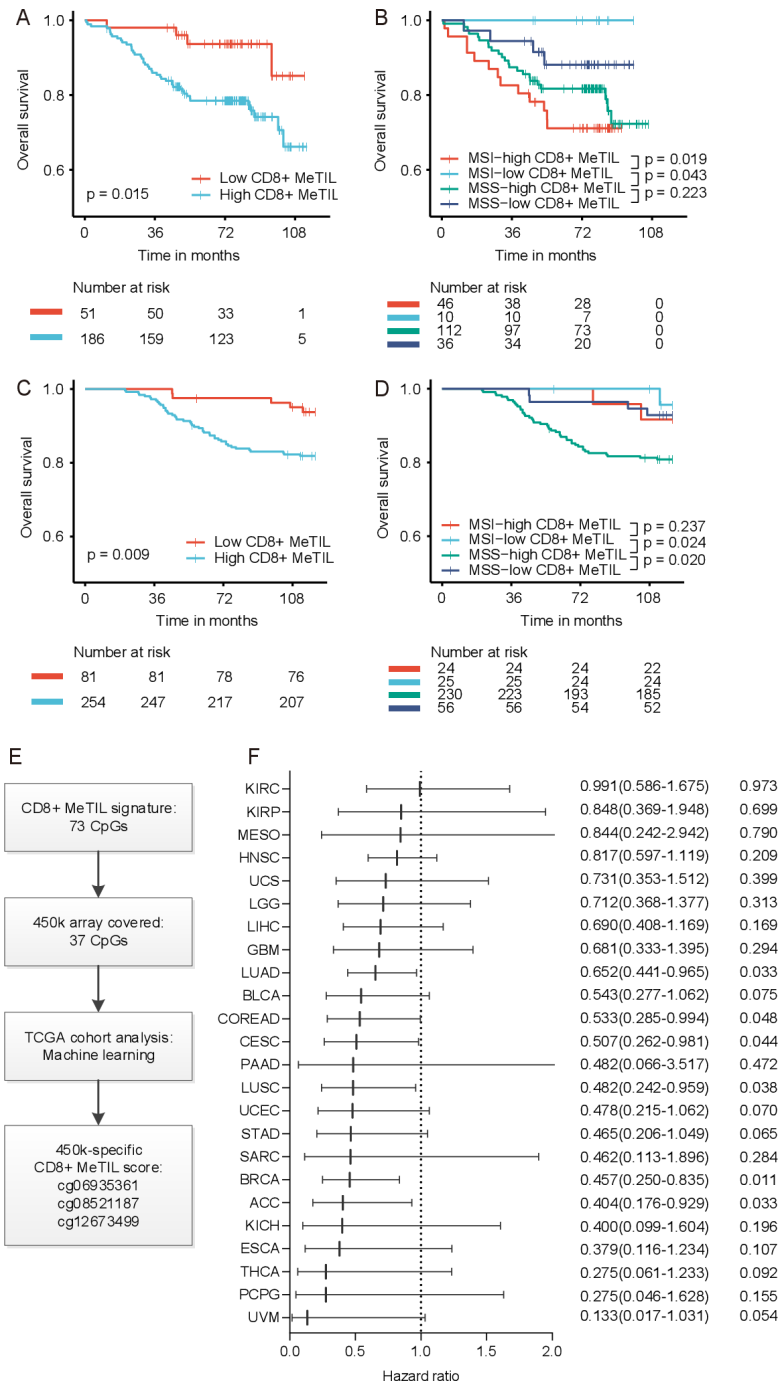 A
Overall survival
1.0
0.8
0.6
Low CD8+ MeTIL
High CD8+ MeTIL
p = 0.015
0 36 72 108
Time in months
Number at risk
51 50 33 1
186 159 123 5
B
Overall survival
1.0
0.8
0.6
MSI-high CD8+ MeTIL
MSI-low CD8+ MeTIL
MSS-high CD8+ MeTIL
MSS-low CD8+ MeTIL
p = 0.019
p = 0.043
p = 0.223
0 36 72 108
Time in months
Number at risk
46 38 28 0
10 10 7 0
112 97 73 0
36 34 20 0
C
Overall survival
1.0
0.8
0.6
Low CD8+ MeTIL
High CD8+ MeTIL
p = 0.009
0 36 72 108
Time in months
Number at risk
81 81 78 76
254 247 217 207
D
Overall survival
1.0
0.8
0.6
MSI-high CD8+ MeTIL
MSI-low CD8+ MeTIL
MSS-high CD8+ MeTIL
MSS-low CD8+ MeTIL
p = 0.237
p = 0.024
p = 0.020
0 36 72 108
Time in months
Number at risk
24 24 24 22
25 25 24 24
230 223 193 185
56 56 54 52
E
CD8+ MeTIL signature:
73 CpGs
450k array covered:
37 CpGs
TCGA cohort analysis:
Machine learning
450k-specific
CD8+ MeTIL score:
cg06935361
cg08521187
cg12673499
F
KIRC 0.991(0.586-1.675) 0.973
KIRP 0.848(0.369-1.948) 0.699
MESO 0.844(0.242-2.942) 0.790
HNSC 0.817(0.597-1.119) 0.209
UCS 0.731(0.353-1.512) 0.399
LGG 0.712(0.368-1.377) 0.313
LIHC 0.690(0.408-1.169) 0.169
GBM 0.681(0.333-1.395) 0.294
LUAD 0.652(0.441-0.965) 0.033
BLCA 0.543(0.277-1.062) 0.075
COREAD 0.533(0.285-0.994) 0.048
CESC 0.507(0.262-0.981) 0.044
PAAD 0.482(0.066-3.517) 0.472
LUSC 0.482(0.242-0.959) 0.038
UCEC 0.478(0.215-1.062) 0.070
STAD 0.465(0.206-1.049) 0.065
SARC 0.462(0.113-1.896) 0.284
BRCA 0.457(0.250-0.835) 0.011
ACC 0.404(0.176-0.929) 0.033
KICH 0.400(0.099-1.604) 0.196
ESCA 0.379(0.116-1.234) 0.107
THCA 0.275(0.061-1.233) 0.092
PCPG 0.275(0.046-1.628) 0.155
UVM 0.133(0.017-1.031) 0.054
0.0 0.5 1.0 1.5 2.0
Hazard ratio